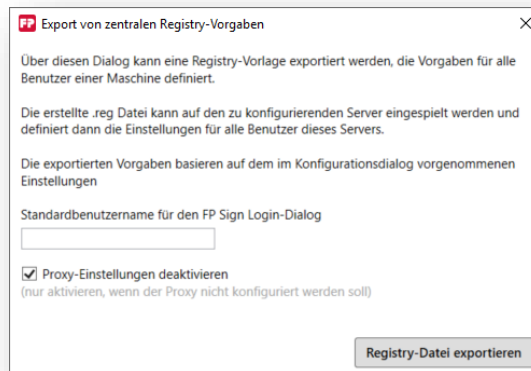 FP Export von zentralen Registry-Vorgaben
Über diesen Dialog kann eine Registry-Vorlage exportiert werden, die Vorgaben für alle
Benutzer einer Maschine definiert.
Die erstellte .reg Datei kann auf den zu konfigurierenden Server eingespielt werden und
definiert dann die Einstellungen für alle Benutzer dieses Servers.
Die exportierten Vorgaben basieren auf dem im Konfigurationsdialog vorgenommenen
Einstellungen
Standardbenutzername für den FP Sign Login-Dialog
Proxy-Einstellungen deaktivieren
(nur aktivieren, wenn der Proxy nicht konfiguriert werden soll)
Registry-Datei exportieren